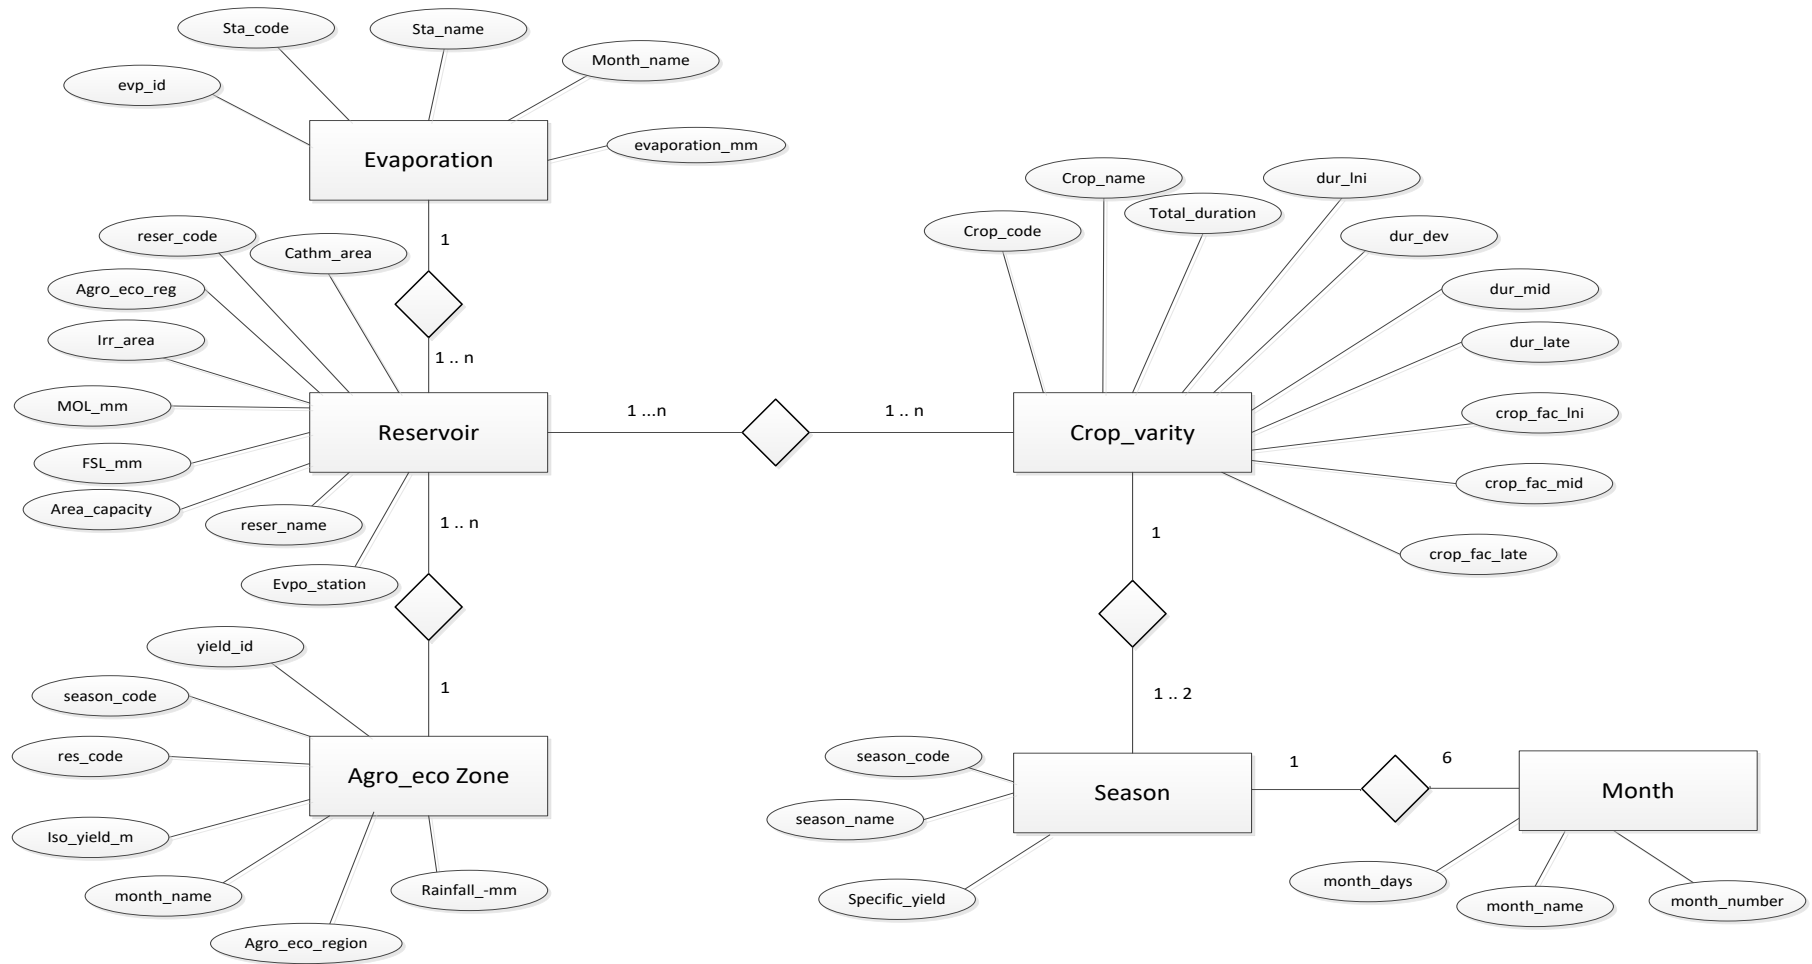 Sta_code
Sta_name
Month_name
evp_id
evaporation_mm
Evaporation
1
1 .. n
reser_code
Cathm_area
Agro_eco_reg
Irr_area
MOL_mm
FSL_mm
Area_capacity
reser_name
Evpo_station
Reservoir
1 ...n
1 .. n
Crop_name
dur_lni
Total_duration
Crop_code
dur_dev
dur_mid
dur_late
crop_fac_lni
crop_fac_mid
crop_fac_late
Crop_varity
1 .. n
1
yield_id
season_code
res_code
Iso_yield_m
month_name
Agro_eco_region
Rainfall_-mm
Agro_eco Zone
1
1 .. 2
season_code
season_name
Specific_yield
Season
1
6
Month
month_days
month_name
month_number